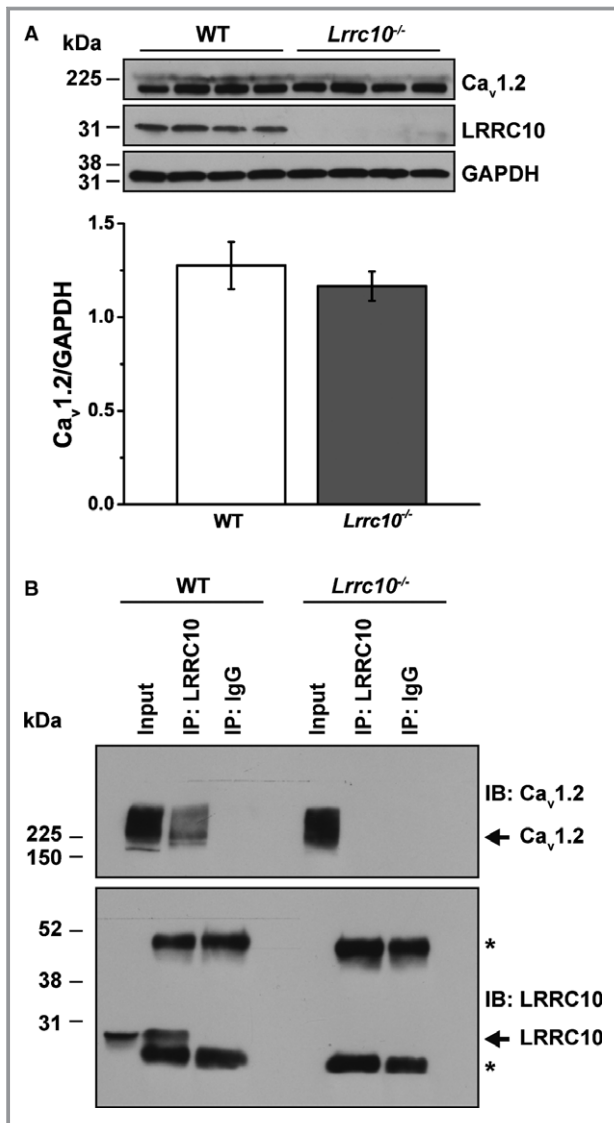 A
WT Lrrc10-/-
kDa
225 – Cav1.2
31 – LRRC10
38 –
31 – GAPDH
1.5
1.0
0.5
0.0
Cav1.2/GAPDH
WT Lrrc10-/-
B
WT Lrrc10-/-
Input IP: LRRC10 IP: IgG Input IP: LRRC10 IP: IgG
kDa
IB: Cav1.2
225 – Cav1.2
150 –
52 –
*
38 –
IB: LRRC10
31 –
LRRC10
*